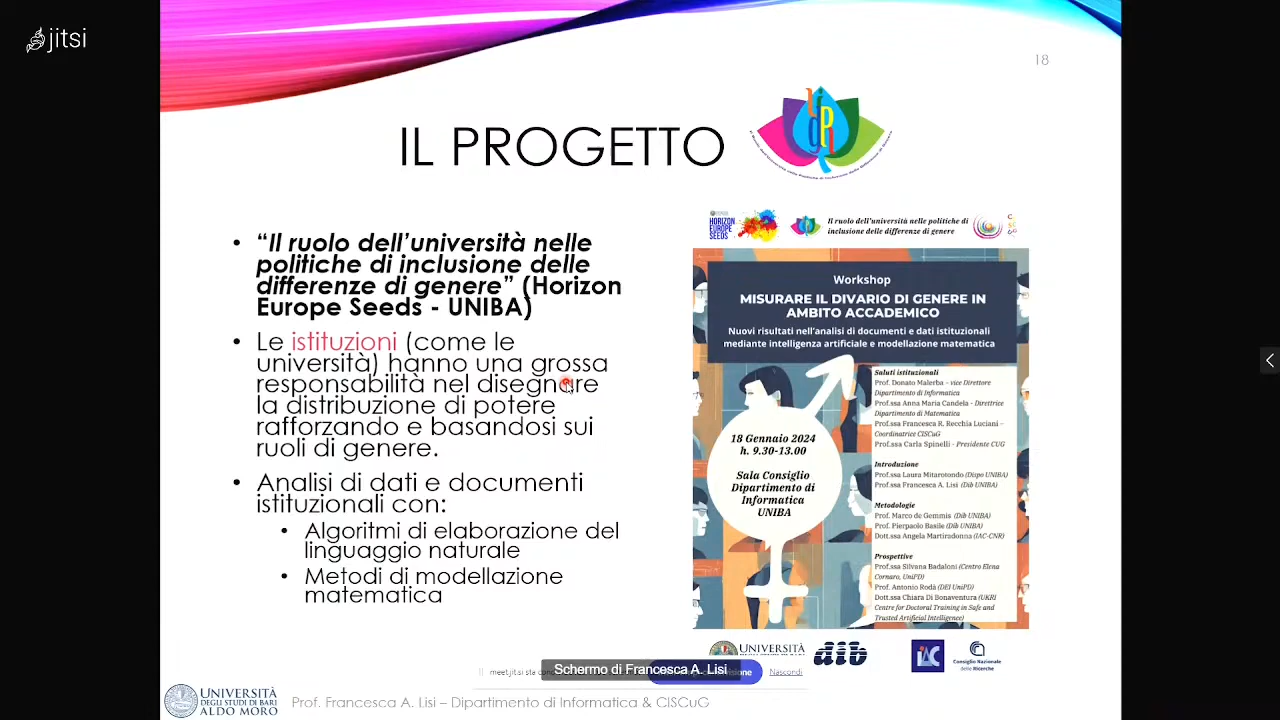 jitsi
18
IL PROGETTO
• “Il ruolo dell’università nelle
politiche di inclusione delle
differenze di genere” (Horizon
Europe Seeds - UNIBA)
• Le istituzioni (come le
università) hanno una grossa
responsabilità nel disegnare
la distribuzione di potere
rafforzando e basandosi sui
ruoli di genere.
• Analisi di dati e documenti
istituzionali con:
• Algoritmi di elaborazione del
linguaggio naturale
• Metodi di modellazione
matematica
HORIZON
EUROPE
SEEDS
Il ruolo dell'università nelle politiche di
inclusione delle differenze di genere
Workshop
MISURARE IL DIVARIO DI GENERE IN
AMBITO ACCADEMICO
Nuovi risultati nell'analisi di documenti e dati istituzionali
mediante intelligenza artificiale e modellazione matematica
18 Gennaio 2024
h. 9.30-13.00
Sala Consiglio
Dipartimento di
Informatica
UNIBA
Saluti istituzionali
Prof. Donato Malerba – vice Direttore
Dipartimento di Informatica
Prof.ssa Anna Maria Candela - Direttrice
Dipartimento di Matematica
Prof.ssa Francesca R. Recchia Luciani –
Coordinatrice CISCuG
Prof.ssa Carla Spinelli - Presidente CUG
Introduzione
Prof.ssa Laura Mitarotondo (Dispo UNIBA)
Prof.ssa Francesca A. Lisi (Dib UNIBA)
Metodologie
Prof. Marco de Gemmis (Dib UNIBA)
Prof. Pierpaolo Basile (Dib UNIBA)
Dott.ssa Angela Martiradonna (IAC-CNR)
Prospettive
Prof.ssa Silvana Badaloni (Centro Elena
Cornaro, UniPD)
Prof. Antonio Rodà (DEI UniPD)
Dott.ssa Chiara Di Bonaventura (UKRI
Centre for Doctoral Training in Safe and
Trusted Artificial Intelligence)
UNIVERSITÀ
dib
IAC
Consiglio Nazionale
delle Ricerche
meet.jit.si sta
Schermo di Francesca A. Lisi
Nascondi
UNIVERSITÀ
DEGLI STUDI DI BARI
ALDO MORO
Prof. Francesca A. Lisi – Dipartimento di Informatica & CISCuG